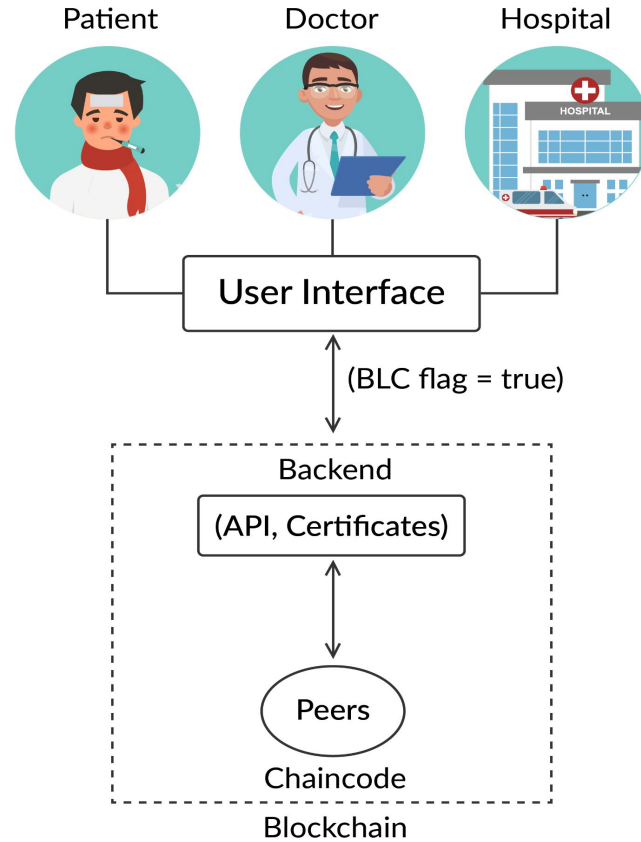 Patient
Doctor
Hospital
HOSPITAL
User Interface
(BLC flag = true)
Backend
(API, Certificates)
Peers
Chaincode
Blockchain